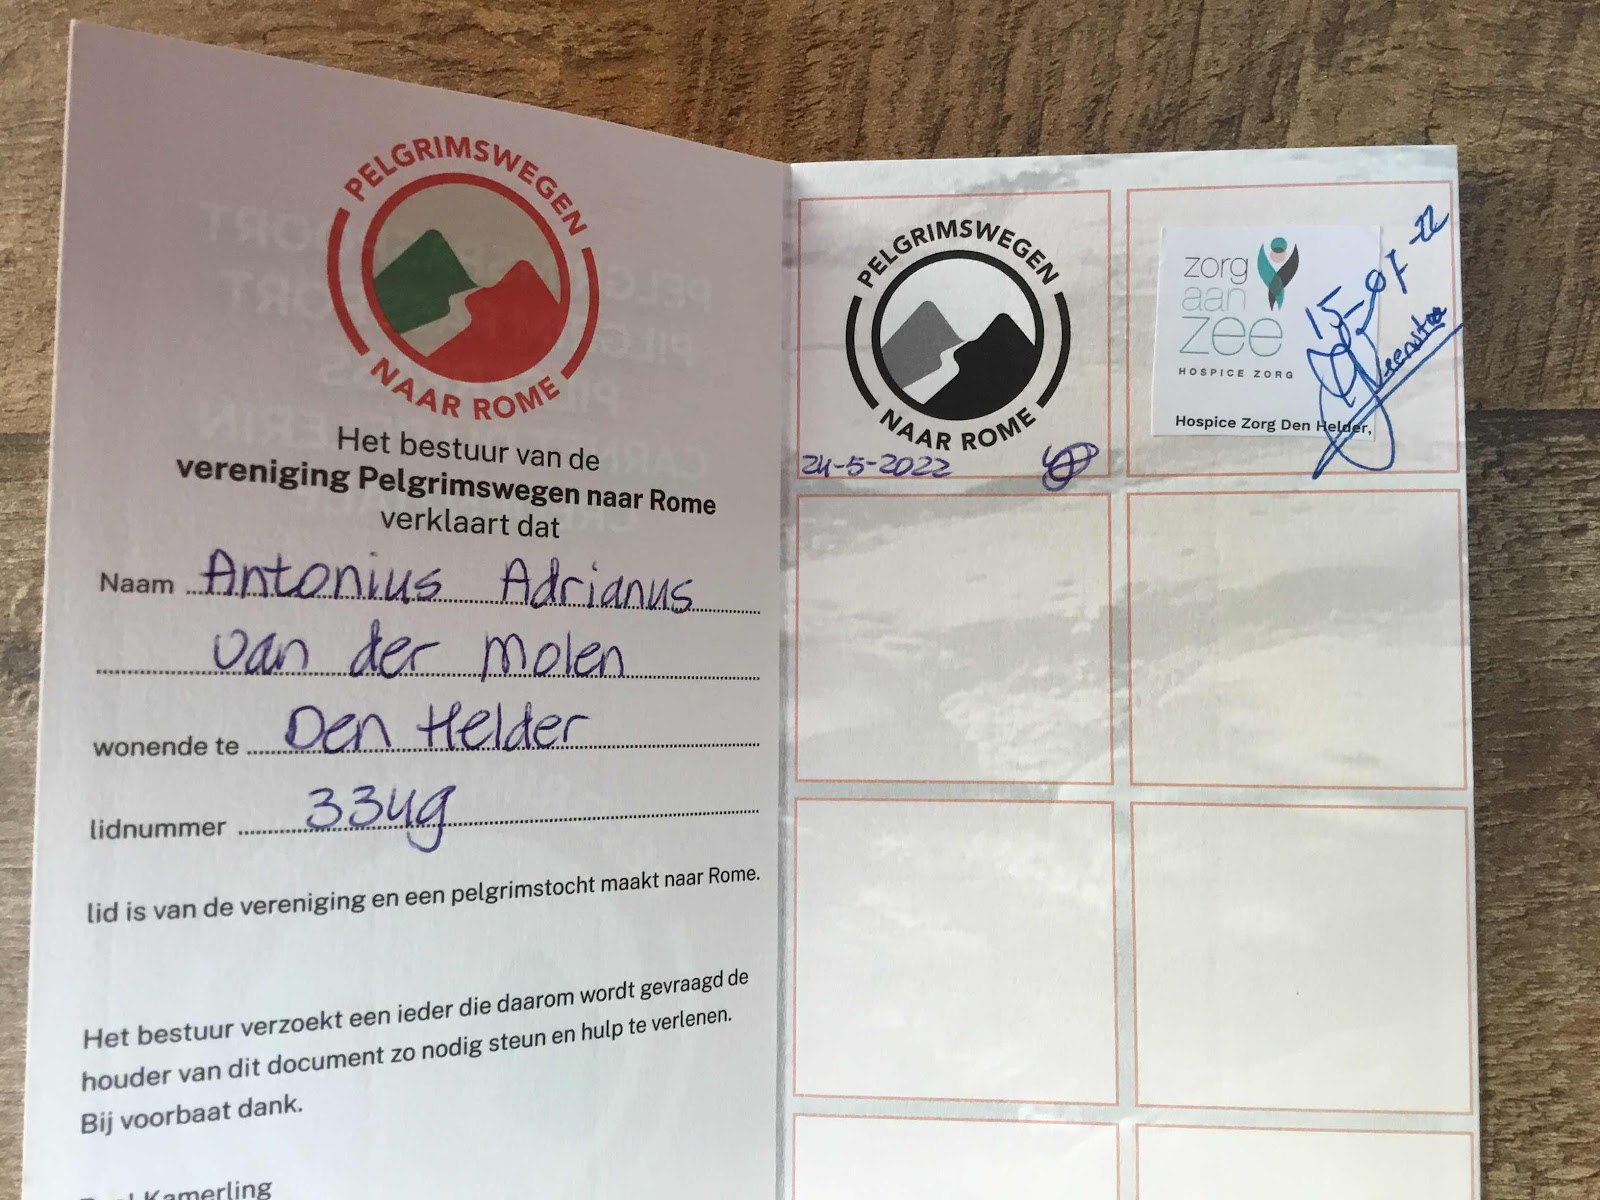 PELGRIMSWEGEN
NAAR ROME
Het bestuur van de
vereniging Pelgrimswegen naar Rome
verklaart dat
Naam Antonius Adrianus
van der Molen
wonende te Den Helder
lidnummer 3349
lid is van de vereniging en een pelgrimstocht maakt naar Rome.
Het bestuur verzoekt een ieder die daarom wordt gevraagd de
houder van dit document zo nodig steun en hulp te verlenen.
Bij voorbaat dank.
Kamerling
PELGRIMSWEGEN
NAAR ROME
24-5-2022
zorg
aan
zee
HOSPICE ZORG
Hospice Zorg Den Helder,
15-07-22
Veenstra